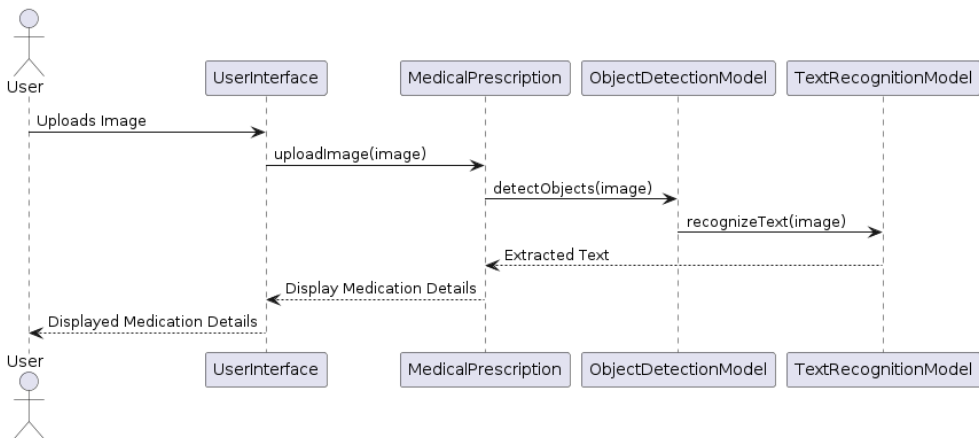 User
UserInterface
MedicalPrescription
ObjectDetectionModel
TextRecognitionModel
Uploads Image
uploadImage(image)
detectObjects(image)
recognizeText(image)
Extracted Text
Display Medication Details
Displayed Medication Details
User
UserInterface
MedicalPrescription
ObjectDetectionModel
TextRecognitionModel